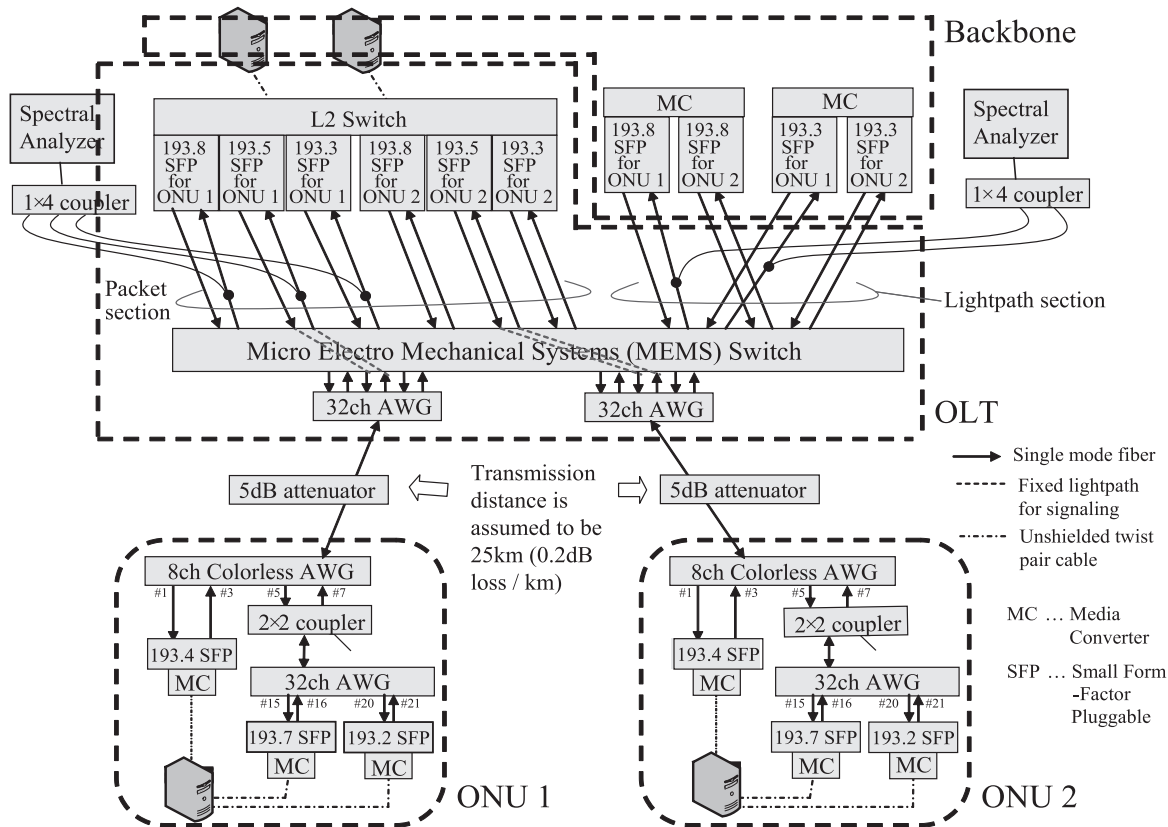 Backbone
Spectral
Analyzer
1×4 coupler
L2 Switch
193.8
SFP
for
ONU 1
193.5
SFP
for
ONU 1
193.3
SFP
for
ONU 1
193.8
SFP
for
ONU 2
193.5
SFP
for
ONU 2
193.3
SFP
for
ONU 2
MC
MC
193.8
SFP
for
ONU 1
193.8
SFP
for
ONU 2
193.3
SFP
for
ONU 1
193.3
SFP
for
ONU 2
Spectral
Analyzer
1×4 coupler
Packet
section
Lightpath section
Micro Electro Mechanical Systems (MEMS) Switch
32ch AWG
32ch AWG
OLT
5dB attenuator
Transmission
distance is
assumed to be
25km (0.2dB
loss / km)
5dB attenuator
Single mode fiber
Fixed lightpath
for signaling
Unshielded twist
pair cable
MC … Media
Converter
SFP … Small Form
-Factor
Pluggable
8ch Colorless AWG
#1
#3
#5
#7
2×2 coupler
193.4 SFP
MC
32ch AWG
#15
#16
#20
#21
193.7 SFP
193.2 SFP
MC
MC
ONU 1
8ch Colorless AWG
#1
#3
#5
#7
2×2 coupler
193.4 SFP
MC
32ch AWG
#15
#16
#20
#21
193.7 SFP
193.2 SFP
MC
MC
ONU 2